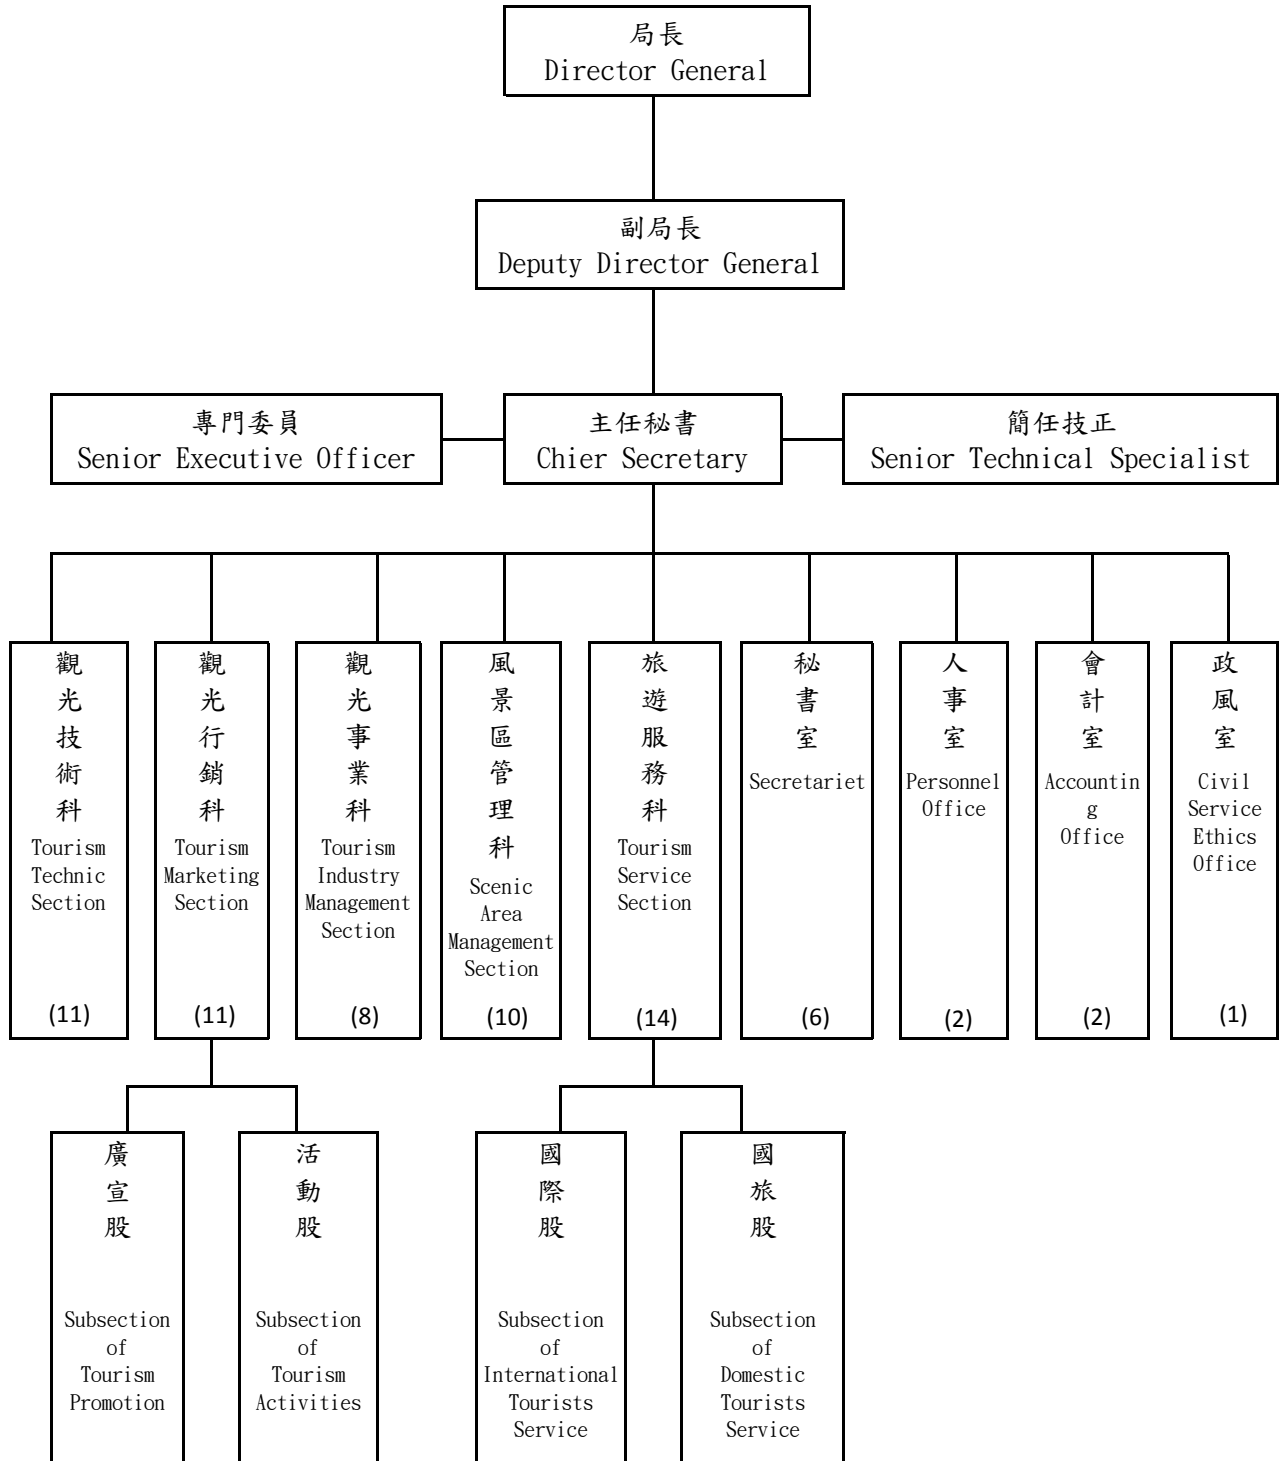 局長
Director General
副局長
Deputy Director General
專門委員
Senior Executive Officer
主任秘書
Chier Secretary
簡任技正
Senior Technical Specialist
觀光技術科
Tourism
Technic
Section
(11)
觀光行銷科
Tourism
Marketing
Section
(11)
觀光事業科
Tourism
Industry
Management
Section
(8)
風景區管理科
Scenic
Area
Management
Section
(10)
旅遊服務科
Tourism
Service
Section
(14)
秘書室
Secretariet
(6)
人事室
Personnel
Office
(2)
會計室
Accountin
g
Office
(2)
政風室
Civil
Service
Ethics
Office
(1)
廣宣股
Subsection
of
Tourism
Promotion
活動股
Subsection
of
Tourism
Activities
國際股
Subsection
of
International
Tourists
Service
國旅股
Subsection
of
Domestic
Tourists
Service